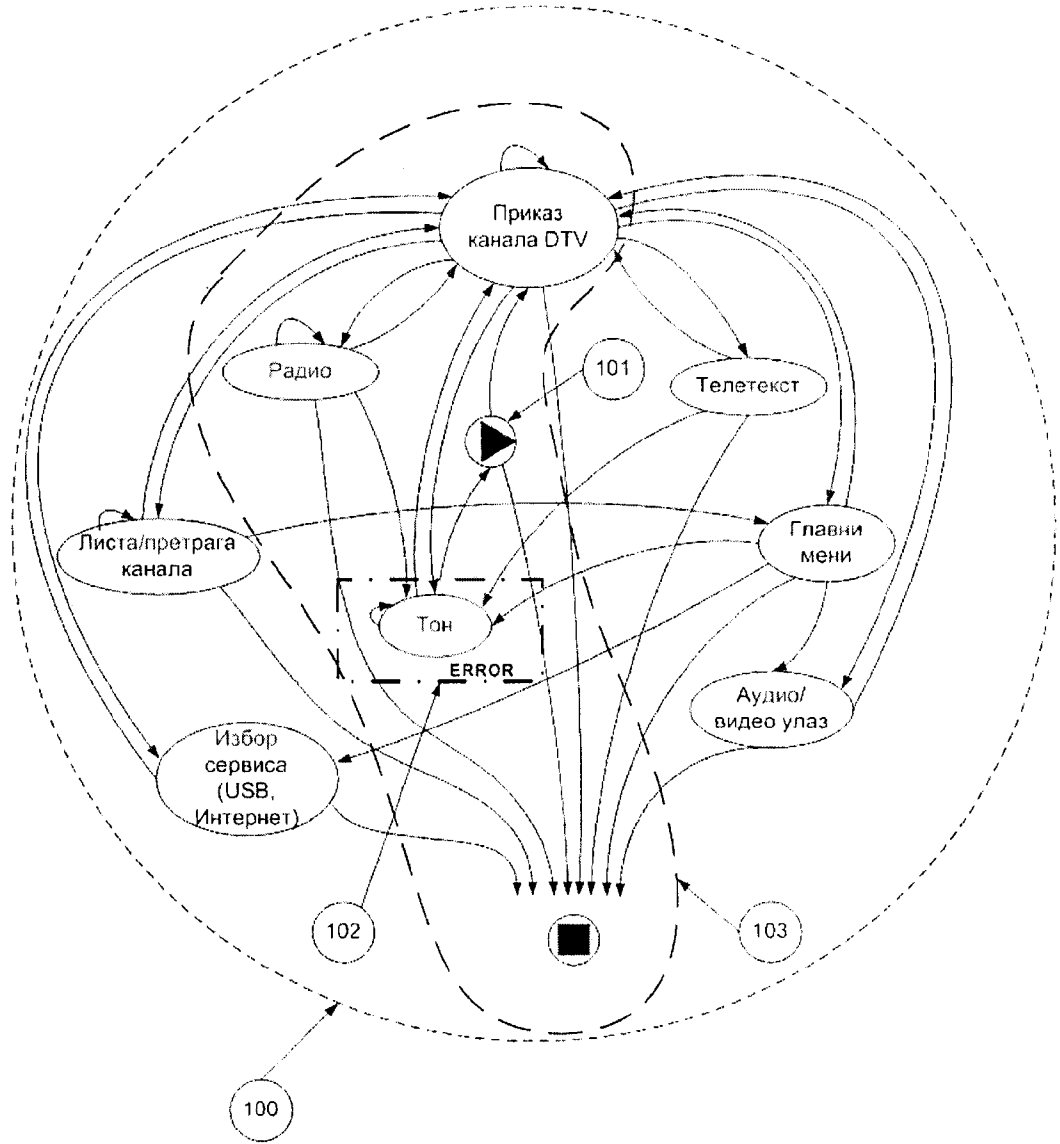 Приказ
канала DTV
101
Радио
Телетекст
Листа/претрага
канала
Главни
мени
Тон
ERROR
Аудио/
видео улаз
Избор
сервиса
(USB,
Интернет)
102
103
100